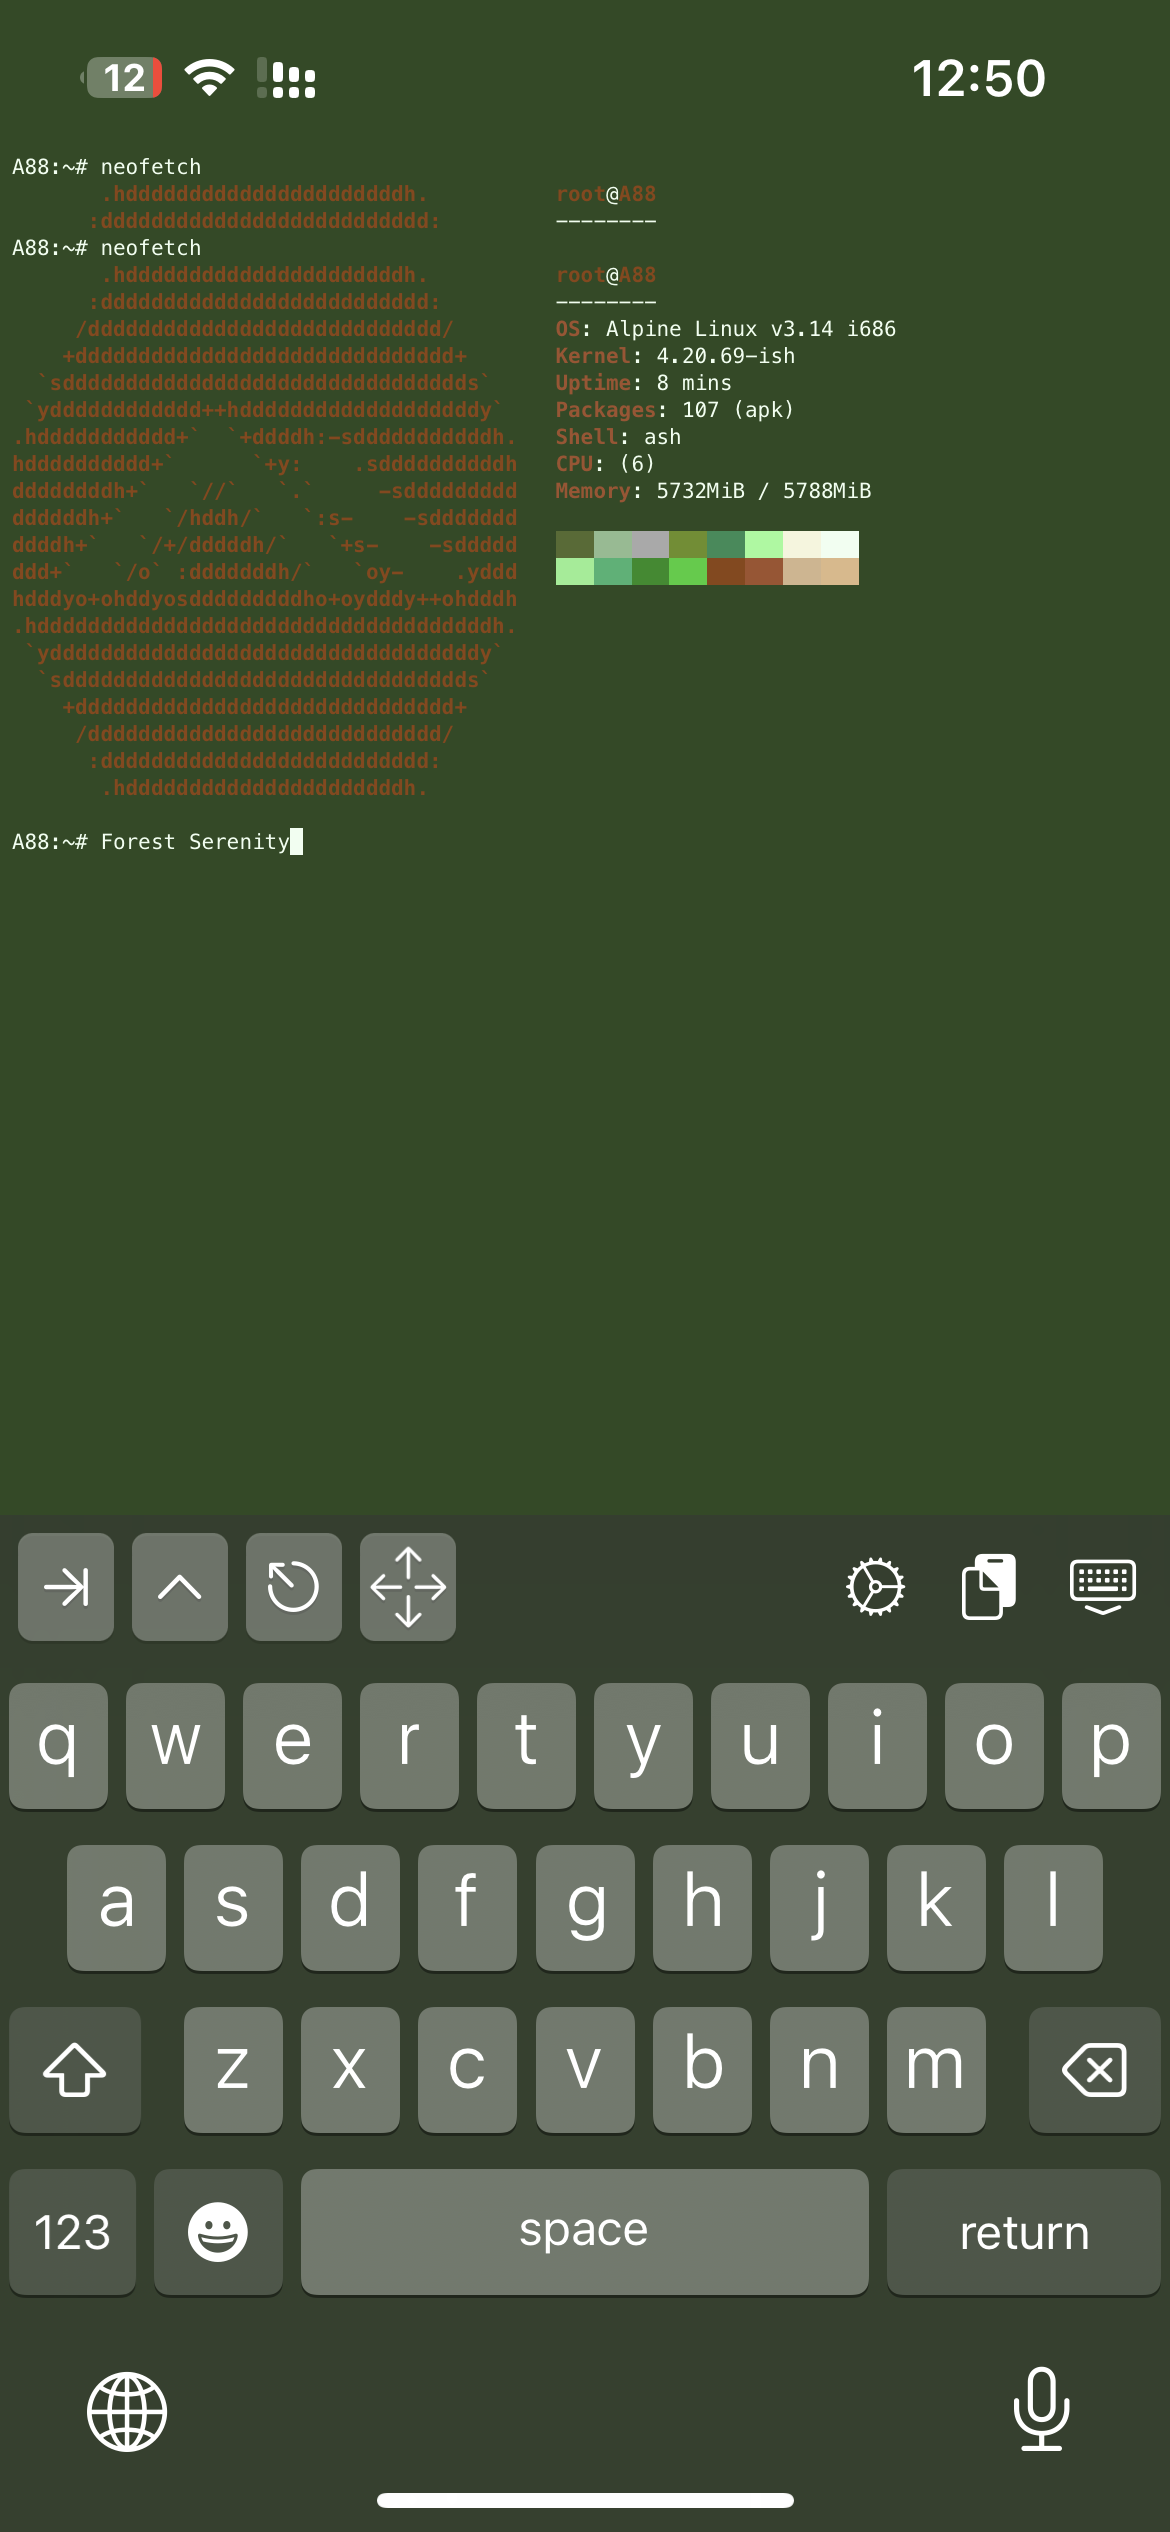 12 12:50
A88:~# neofetch
.hddddddddddddddddddddddh. root@A88
:dddddddddddddddddddddddddd: --------
A88:~# neofetch
.hddddddddddddddddddddddh. root@A88
:dddddddddddddddddddddddddd: --------
/dddddddddddddddddddddddddddd/ OS: Alpine Linux v3.14 i686
+dddddddddddddddddddddddddddddd+ Kernel: 4.20.69-ish
`sdddddddddddddddddddddddddddddddds` Uptime: 8 mins
`ydddddddddddd++hdddddddddddddddddddy` Packages: 107 (apk)
.hddddddddddd+` `+ddddh:-sdddddddddddh. Shell: ash
hdddddddddd+` `+y: .sddddddddddh CPU: (6)
ddddddddh+` `//` `.` -sddddddddd Memory: 5732MiB / 5788MiB
ddddddh+` `/hddh/` `:s- -sddddddd
ddddh+` `/+/dddddh/` `+s- -sddddd
ddd+` `/o` :dddddddh/` `oy- .yddd
hdddyo+ohddyosdddddddddho+oydddy++ohdddh
.hddddddddddddddddddddddddddddddddddddh.
`yddddddddddddddddddddddddddddddddddy`
`sdddddddddddddddddddddddddddddddds`
+dddddddddddddddddddddddddddddd+
/dddddddddddddddddddddddddddd/
:dddddddddddddddddddddddddd:
.hddddddddddddddddddddddh.
A88:~# Forest Serenity
q w e r t y u i o p
a s d f g h j k l
z x c v b n m
123 space return